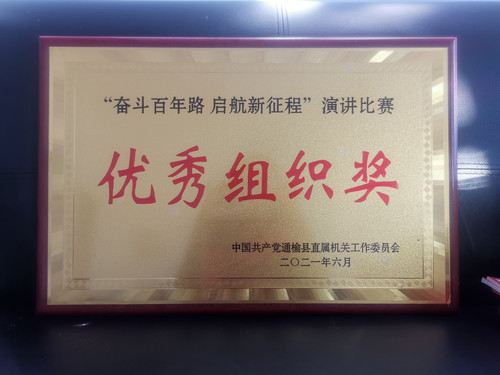 “奋斗百年路 启航新征程”演讲比赛
优秀组织奖
中国共产党通榆县直属机关工作委员会
二〇二一年六月